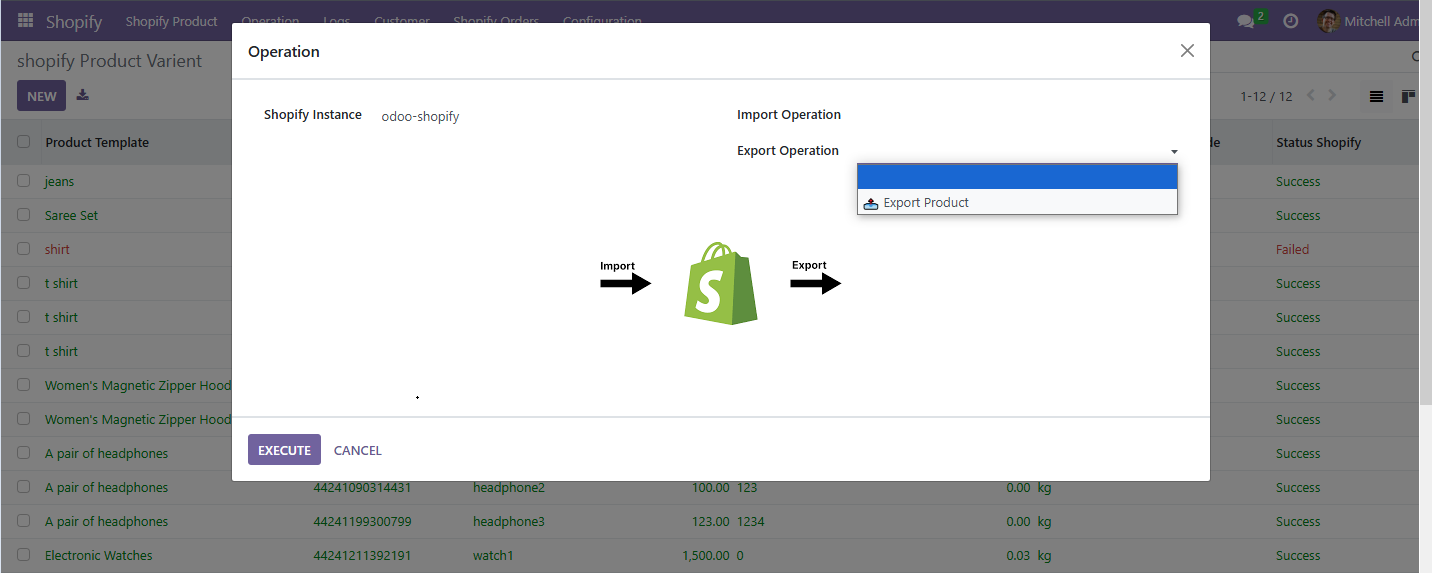 Shopify Shopify Product Operation Logs Customer Shopify Orders Configuration 2 Mitchell Adm
shopify Product Varient
Operation
NEW
1-12 / 12
Shopify Instance odoo-shopify Import Operation
Export Operation
Export Product
Product Template Status Shopify
jeans Success
Saree Set Success
shirt Failed
t shirt Success
t shirt Success
t shirt Success
Women's Magnetic Zipper Hood Success
Women's Magnetic Zipper Hood Success
A pair of headphones Success
Import
Export
EXECUTE CANCEL
A pair of headphones 44241090314431 headphone2 100.00 123 0.00 kg Success
A pair of headphones 44241199300799 headphone3 123.00 1234 0.00 kg Success
Electronic Watches 44241211392191 watch1 1,500.00 0 0.03 kg Success